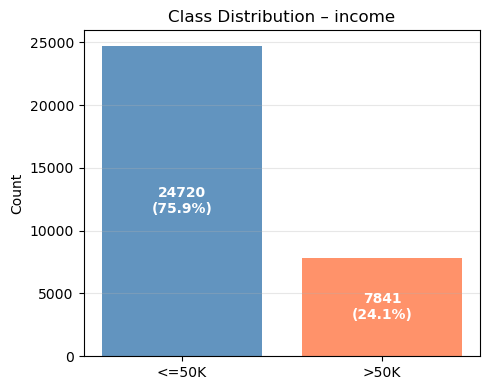 Class Distribution – income
Count
25000
20000
15000
10000
5000
0
24720
(75.9%)
7841
(24.1%)
<=50K
>50K